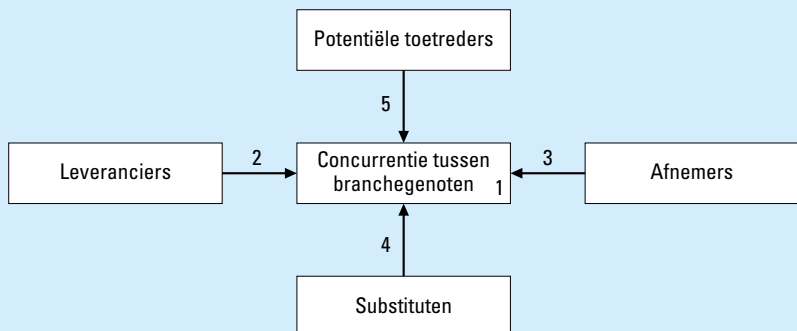 Potentiële toetreders
5
Leveranciers
2
Concurrentie tussen
branchegenoten
1
3
Afnemers
4
Substituten